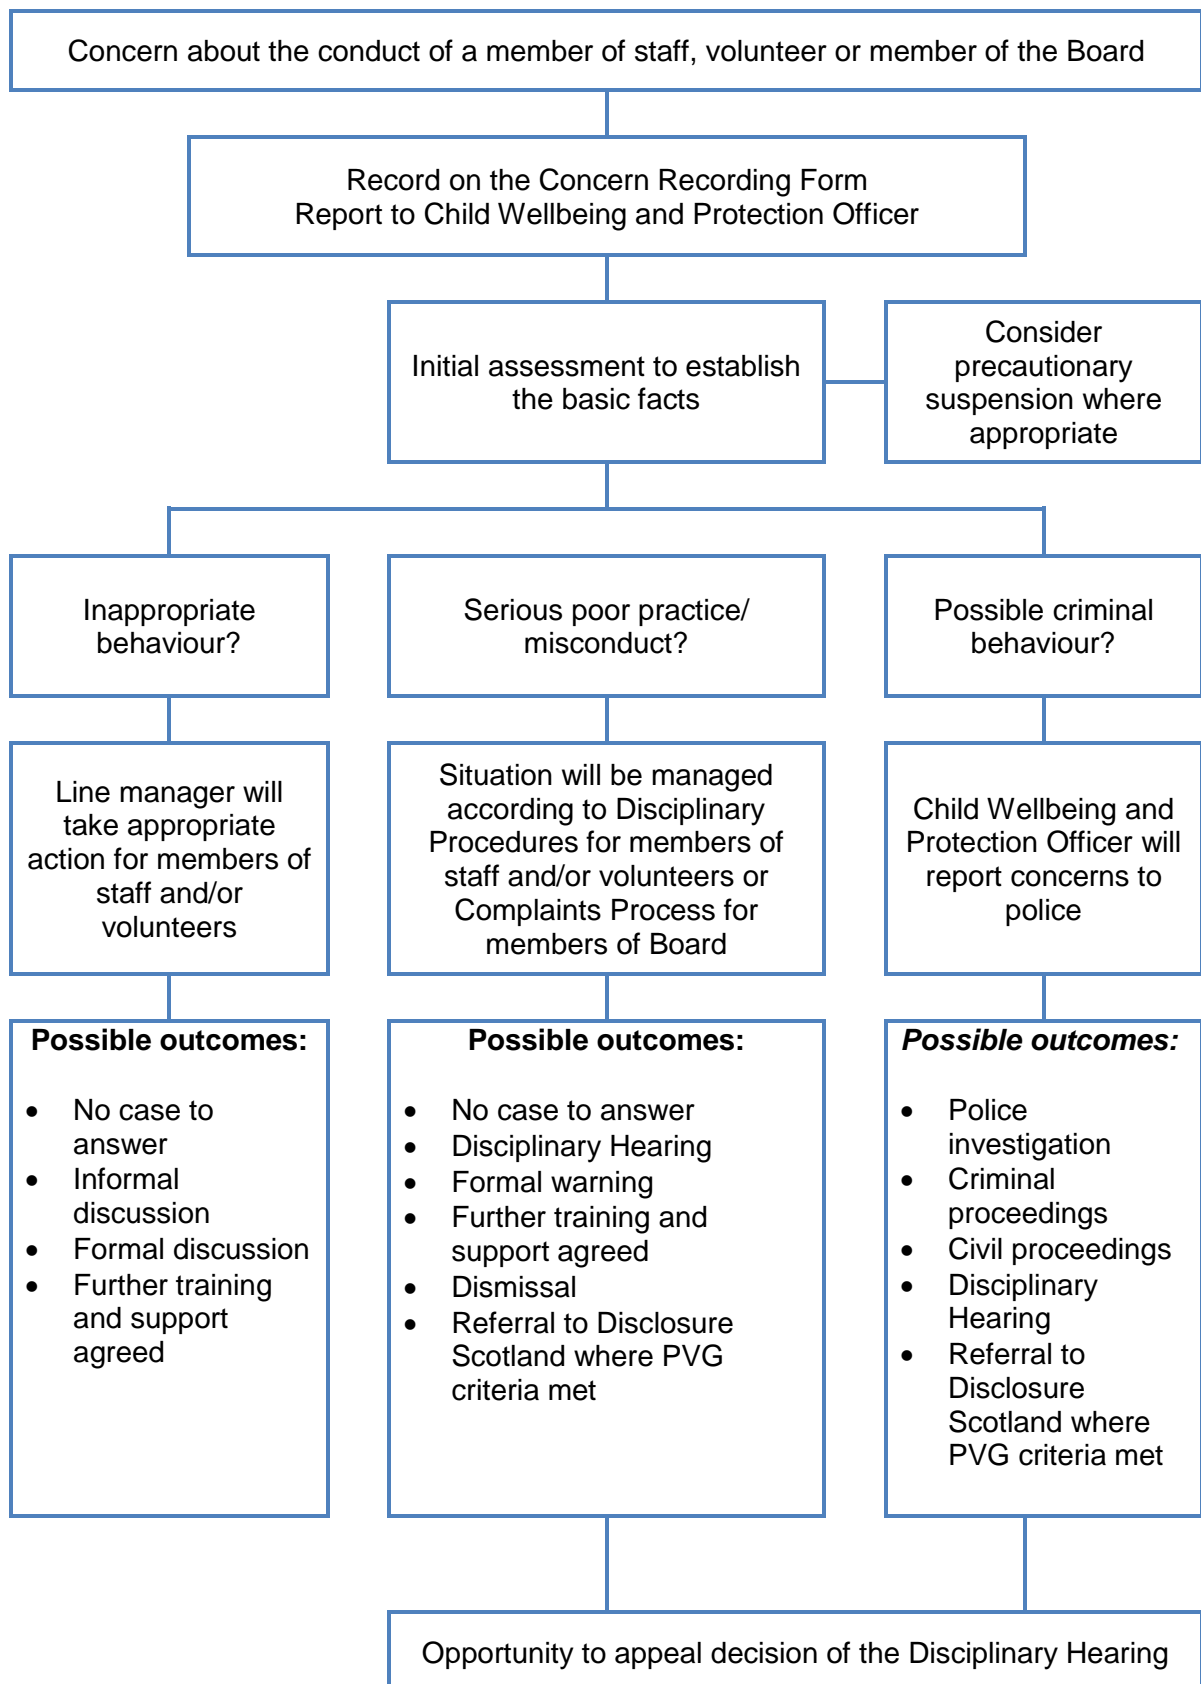 Concern about the conduct of a member of staff, volunteer or member of the Board
Record on the Concern Recording Form
Report to Child Wellbeing and Protection Officer
Initial assessment to establish
the basic facts
Consider
precautionary
suspension where
appropriate
Inappropriate
behaviour?
Serious poor practice/
misconduct?
Possible criminal
behaviour?
Line manager will
take appropriate
action for members of
staff and/or
volunteers
Situation will be managed
according to Disciplinary
Procedures for members of
staff and/or volunteers or
Complaints Process for
members of Board
Child Wellbeing and
Protection Officer will
report concerns to
police
Possible outcomes:
• No case to
answer
• Informal
discussion
• Formal discussion
• Further training
and support
agreed
Possible outcomes:
• No case to answer
• Disciplinary Hearing
• Formal warning
• Further training and
support agreed
• Dismissal
• Referral to Disclosure
Scotland where PVG
criteria met
Possible outcomes:
• Police
investigation
• Criminal
proceedings
• Civil proceedings
• Disciplinary
Hearing
• Referral to
Disclosure
Scotland where
PVG criteria met
Opportunity to appeal decision of the Disciplinary Hearing